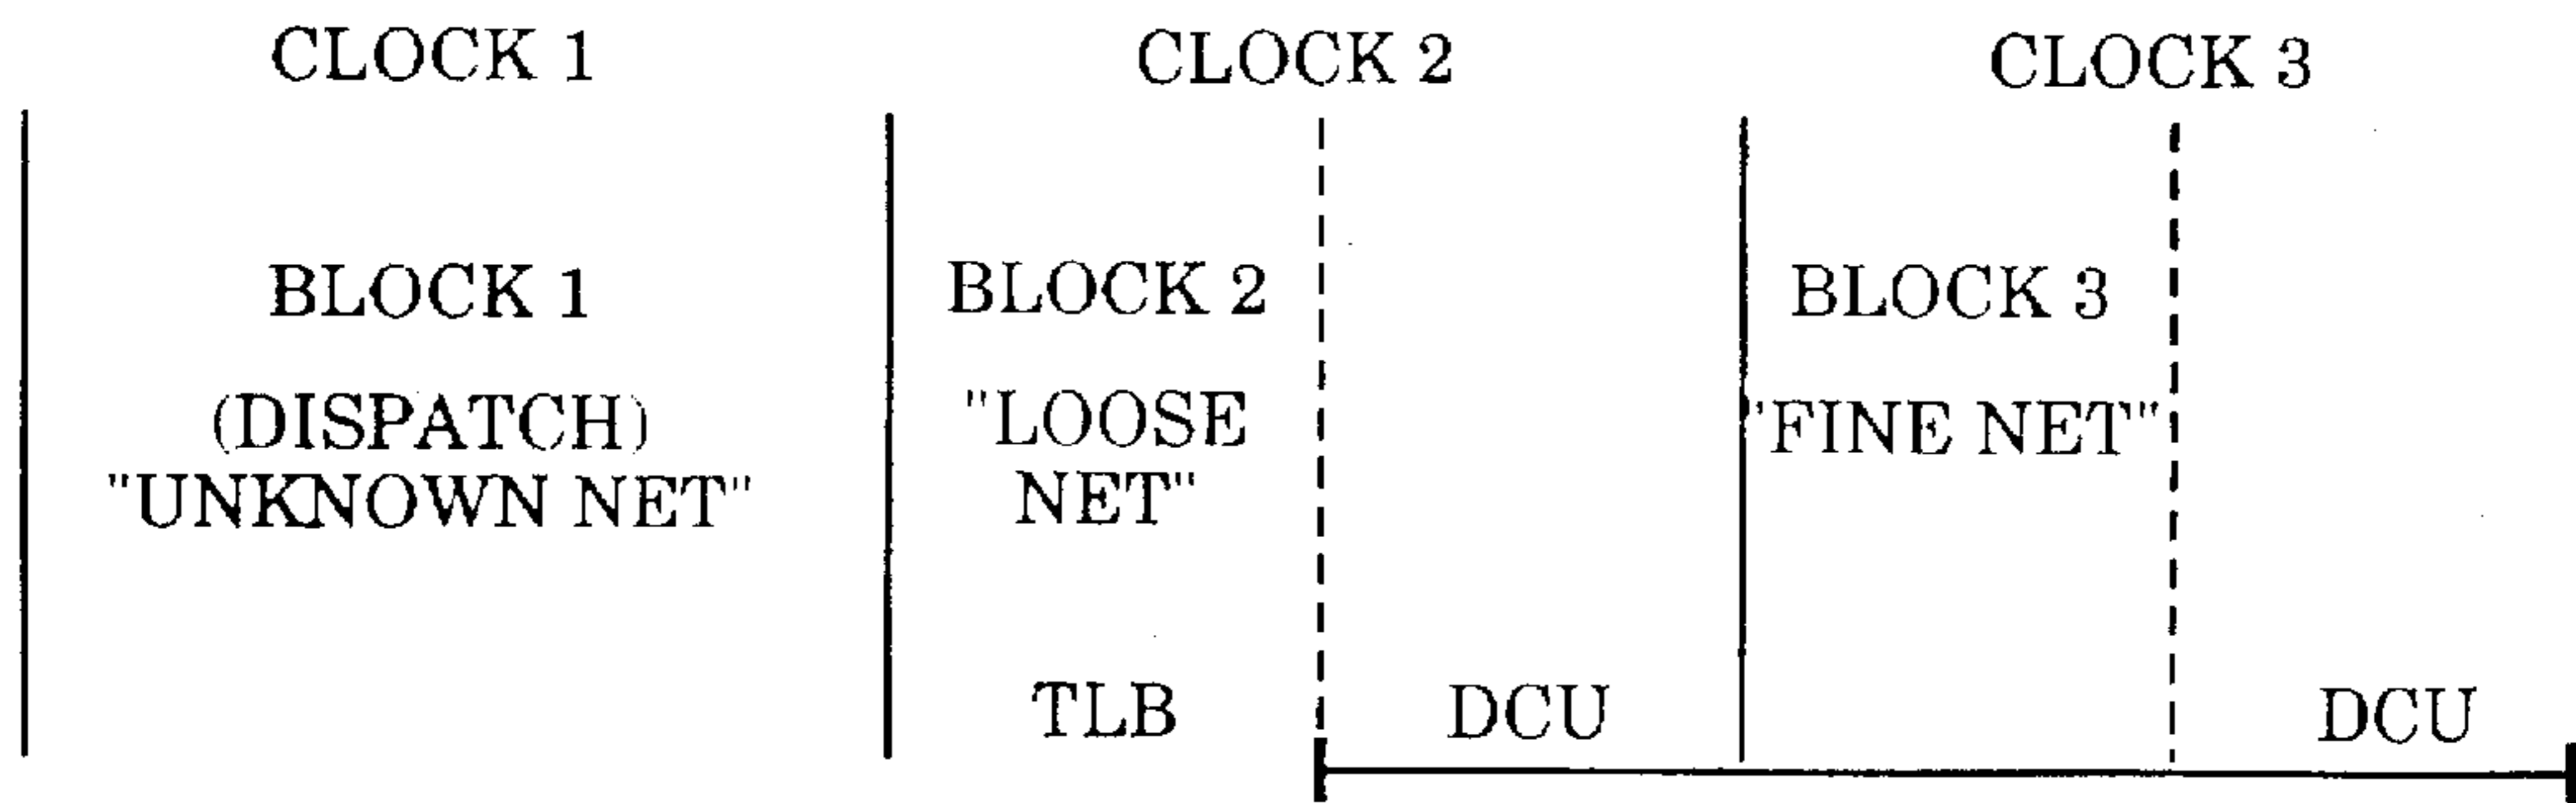 CLOCK 1
CLOCK 2
CLOCK 3
BLOCK 1
BLOCK 2
BLOCK 3
(DISPATCH)
"UNKNOWN NET"
"LOOSE
NET"
"FINE NET"
TLB
DCU
DCU